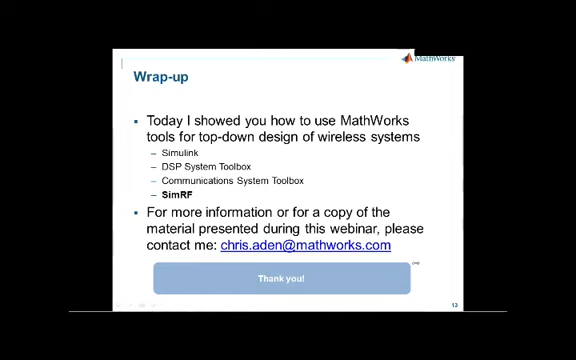 MathWorks
Wrap-up
Today I showed you how to use MathWorks
tools for top-down design of wireless systems
– Simulink
– DSP System Toolbox
– Communications System Toolbox
– SimRF
For more information or for a copy of the
material presented during this webinar, please
contact me: chris.aden@mathworks.com
Thank you!
13